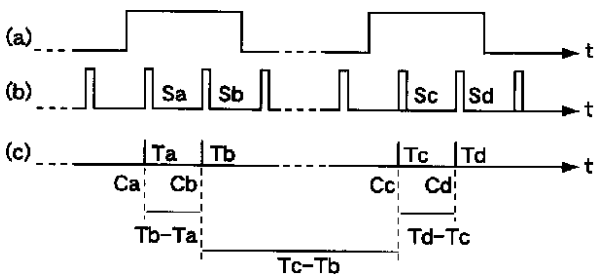 (a) t
(b) Sa Sb Sc Sd t
(c) Ta Tb Tc Td t
Ca Cb Cc Cd
Tb-Ta Td-Tc
Tc-Tb